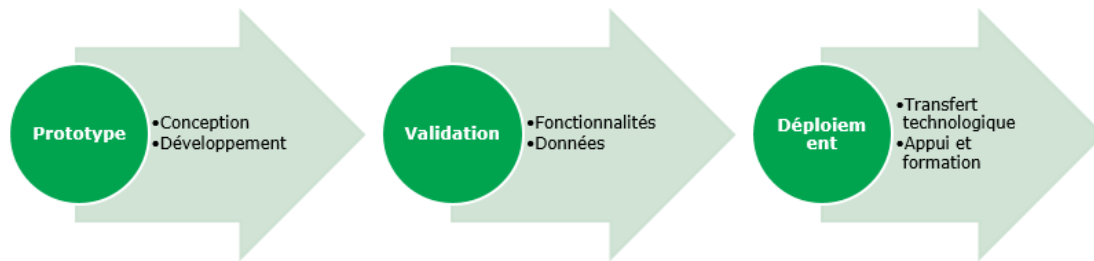 Prototype
•Conception
•Développement
Validation
•Fonctionnalités
•Données
Déploiem
ent
•Transfert
technologique
•Appui et
formation